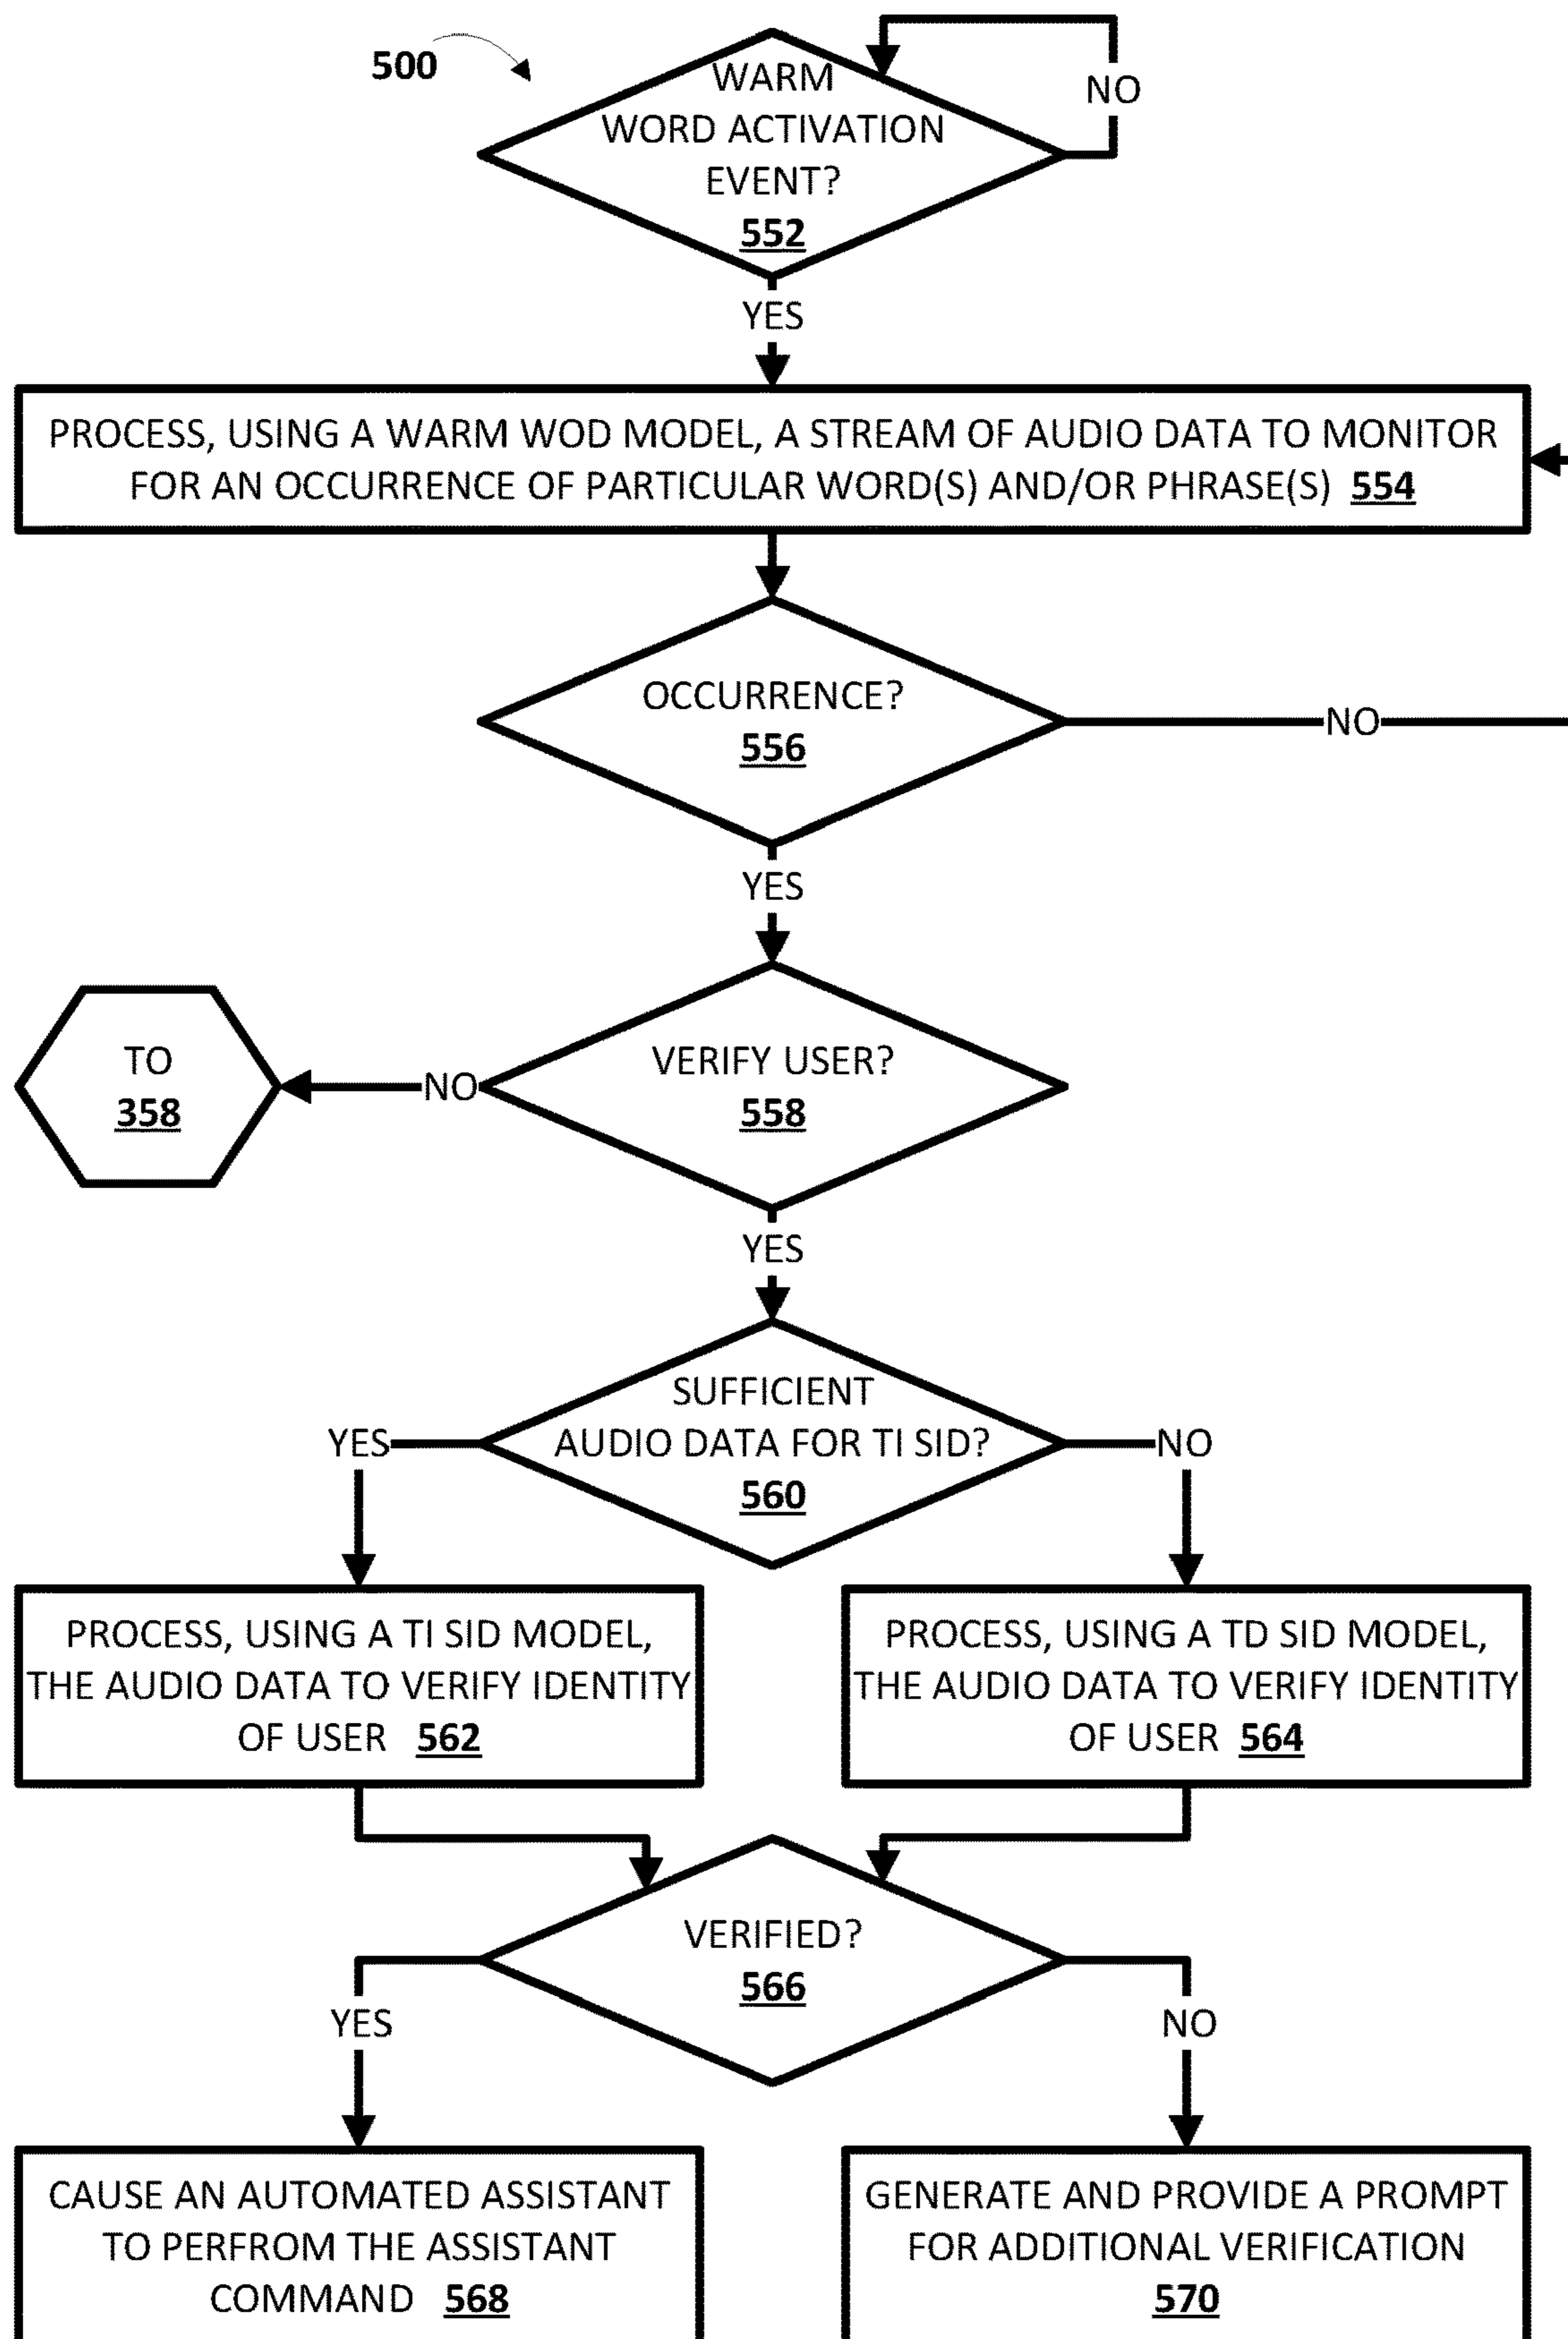 500
WARM
WORD ACTIVATION
EVENT?
552
NO
YES
PROCESS, USING A WARM WOD MODEL, A STREAM OF AUDIO DATA TO MONITOR
FOR AN OCCURRENCE OF PARTICULAR WORD(S) AND/OR PHRASE(S) 554
OCCURRENCE?
556
NO
YES
VERIFY USER?
558
NO
TO
358
YES
SUFFICIENT
AUDIO DATA FOR TI SID?
560
YES
NO
PROCESS, USING A TI SID MODEL,
THE AUDIO DATA TO VERIFY IDENTITY
OF USER 562
PROCESS, USING A TD SID MODEL,
THE AUDIO DATA TO VERIFY IDENTITY
OF USER 564
VERIFIED?
566
YES
NO
CAUSE AN AUTOMATED ASSISTANT
TO PERFROM THE ASSISTANT
COMMAND 568
GENERATE AND PROVIDE A PROMPT
FOR ADDITIONAL VERIFICATION
570